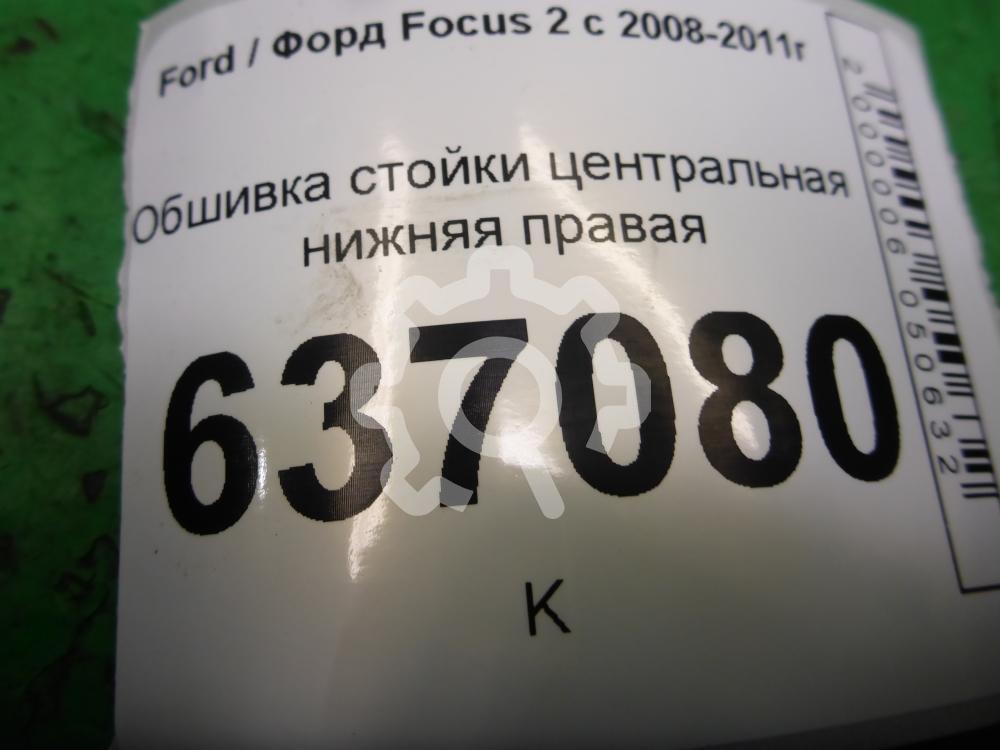 Ford / Форд Focus 2 с 2008-2011г
Обшивка стойки центральная
нижняя правая
637080
К
2000006050632